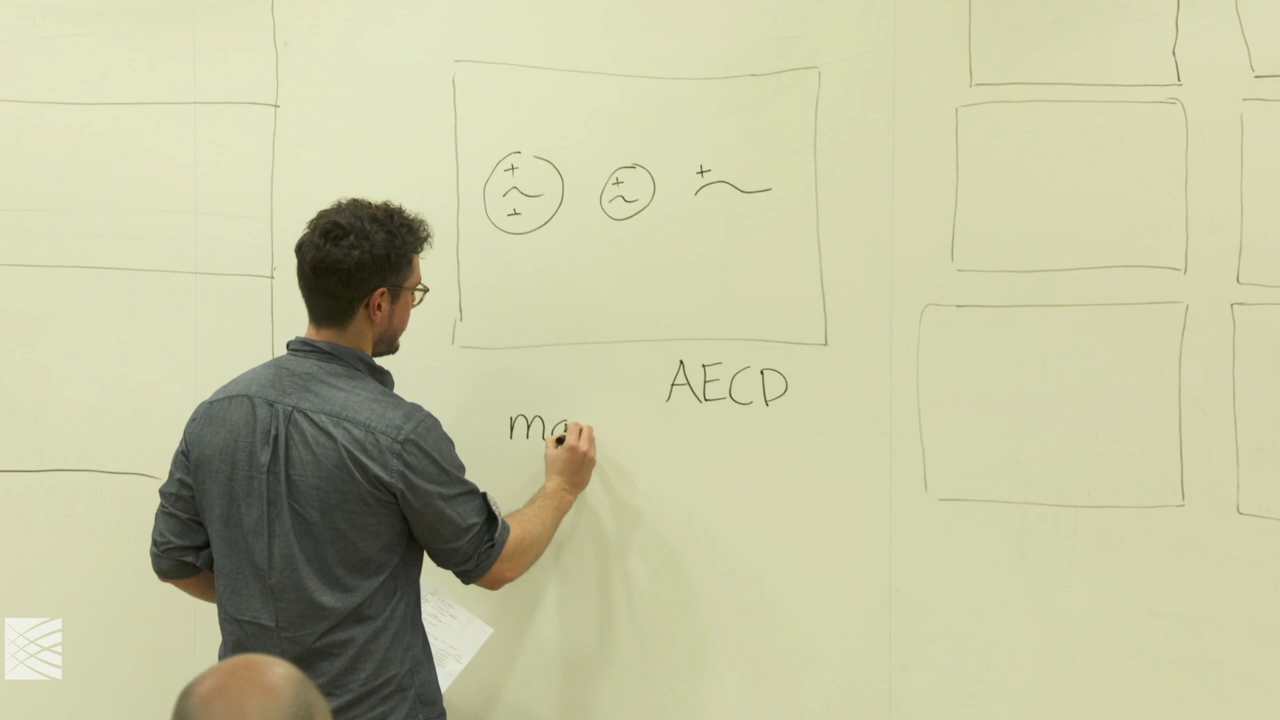 + + +
~ ~ ~
+
AECD
ma